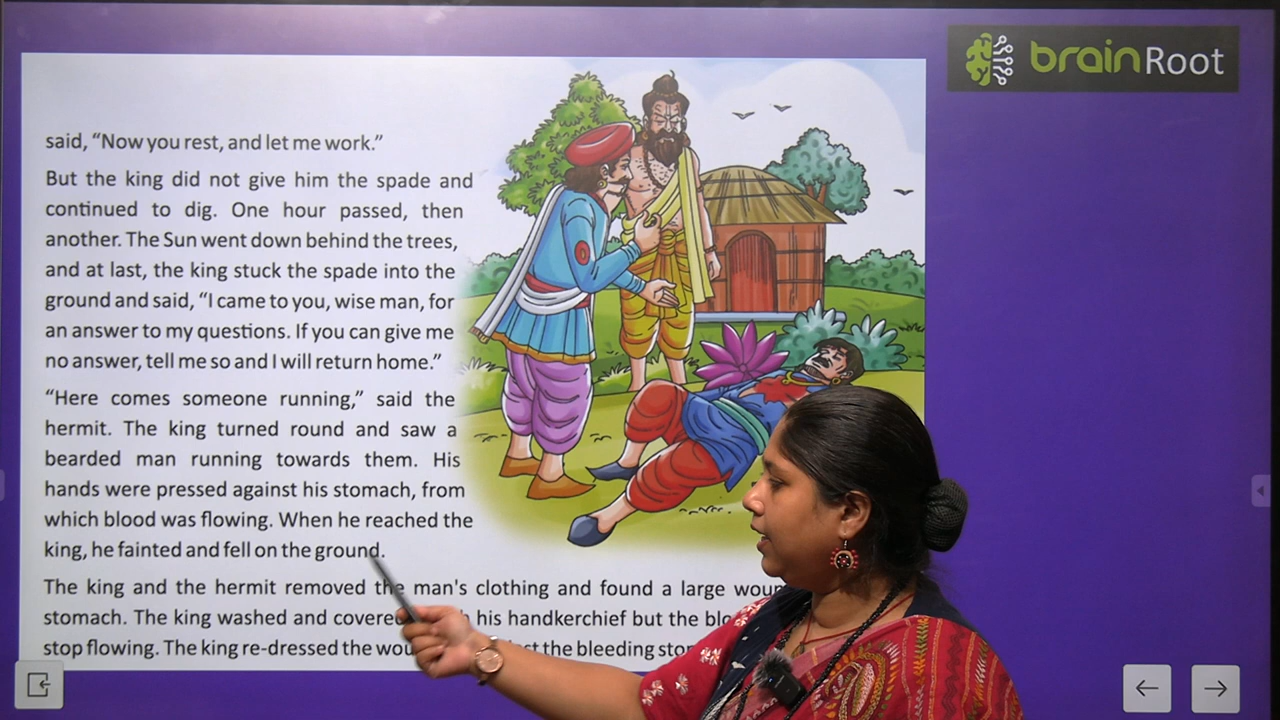 brainRoot
said, “Now you rest, and let me work.”
But the king did not give him the spade and
continued to dig. One hour passed, then
another. The Sun went down behind the trees,
and at last, the king stuck the spade into the
ground and said, “I came to you, wise man, for
an answer to my questions. If you can give me
no answer, tell me so and I will return home.”
“Here comes someone running,” said the
hermit. The king turned round and saw a
bearded man running towards them. His
hands were pressed against his stomach, from
which blood was flowing. When he reached the
king, he fainted and fell on the ground.
The king and the hermit removed the man's clothing and found a large
stomach. The king washed and his handkerchief but the
stop flowing. The king re-dressed the the bleeding